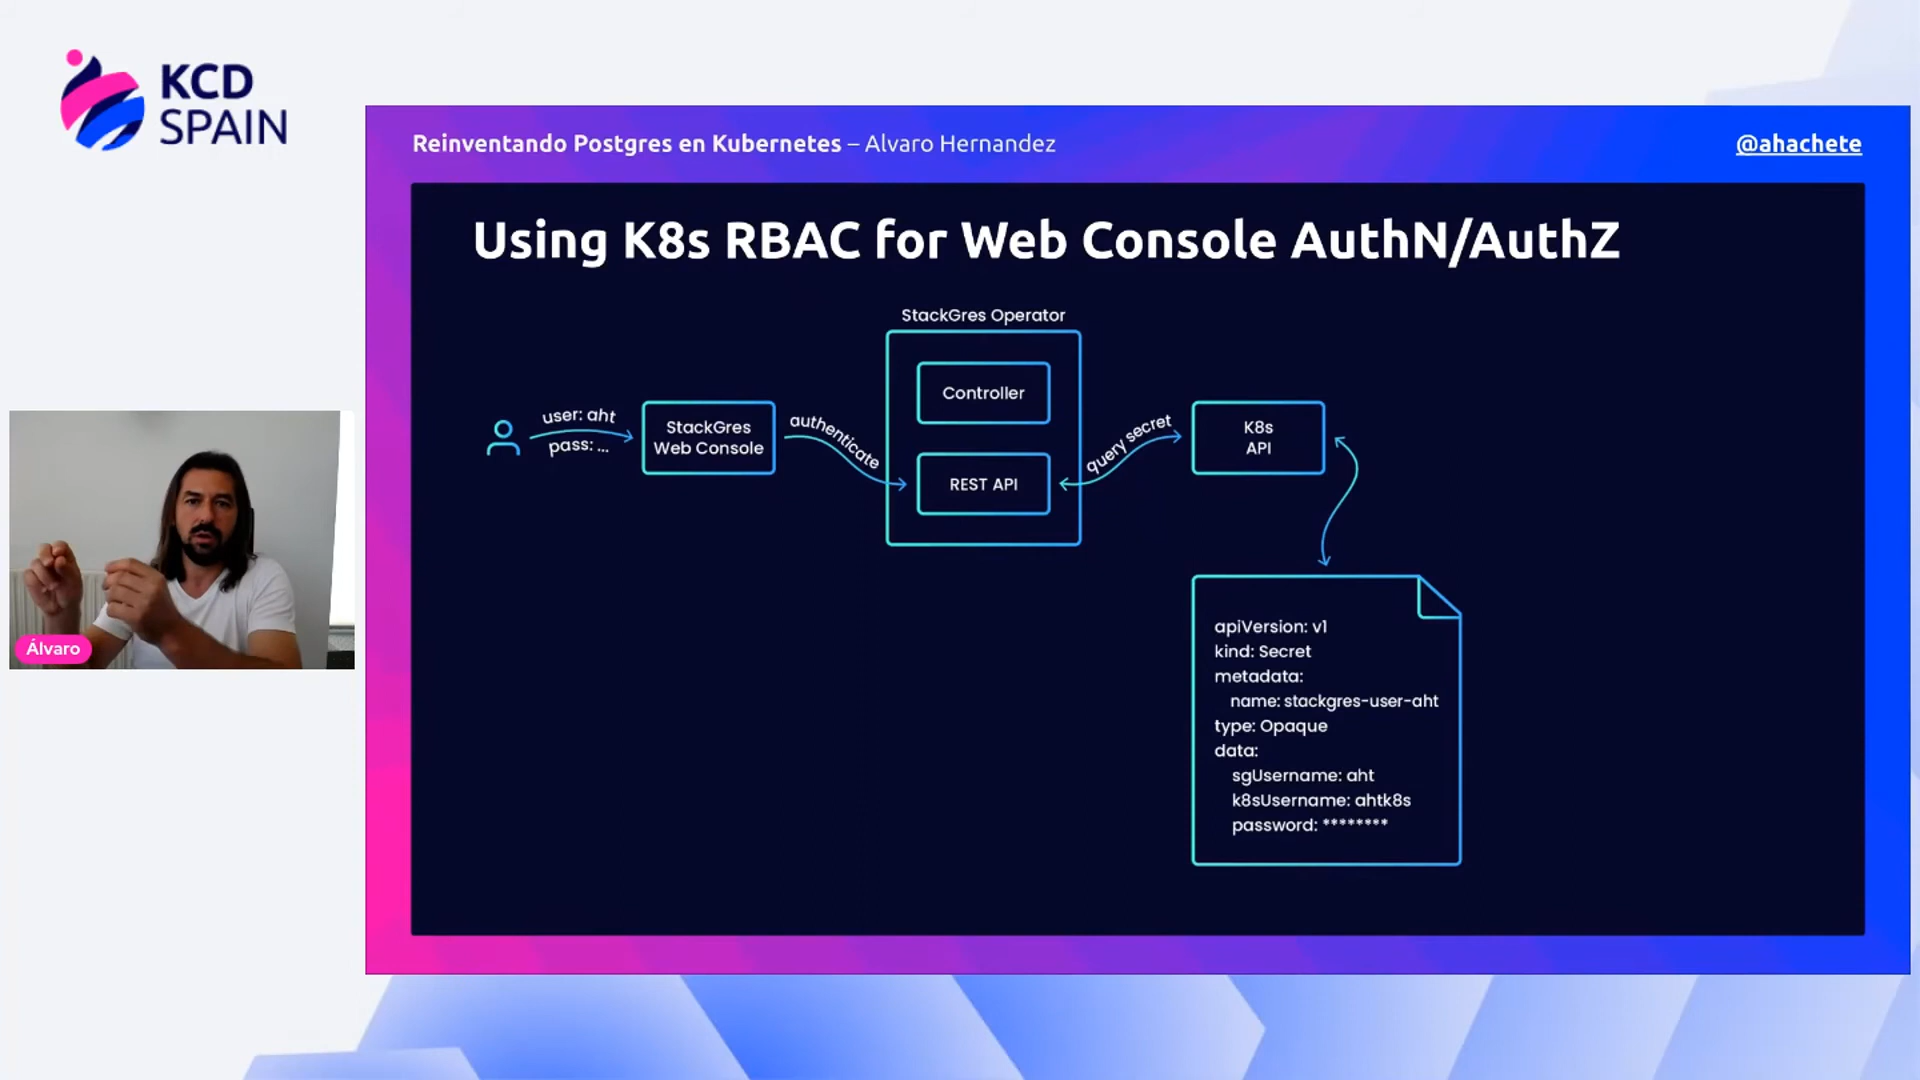 KCD
SPAIN
Reinventando Postgres en Kubernetes – Alvaro Hernandez
@ahachete
Using K8s RBAC for Web Console AuthN/AuthZ
StackGres Operator
Controller
user: aht
pass: ...
StackGres
Web Console
authenticate
REST API
query secret
K8s
API
apiVersion: v1
kind: Secret
metadata:
name: stackgres-user-aht
type: Opaque
data:
sgUsername: aht
k8sUsername: ahtk8s
password: ********
Álvaro